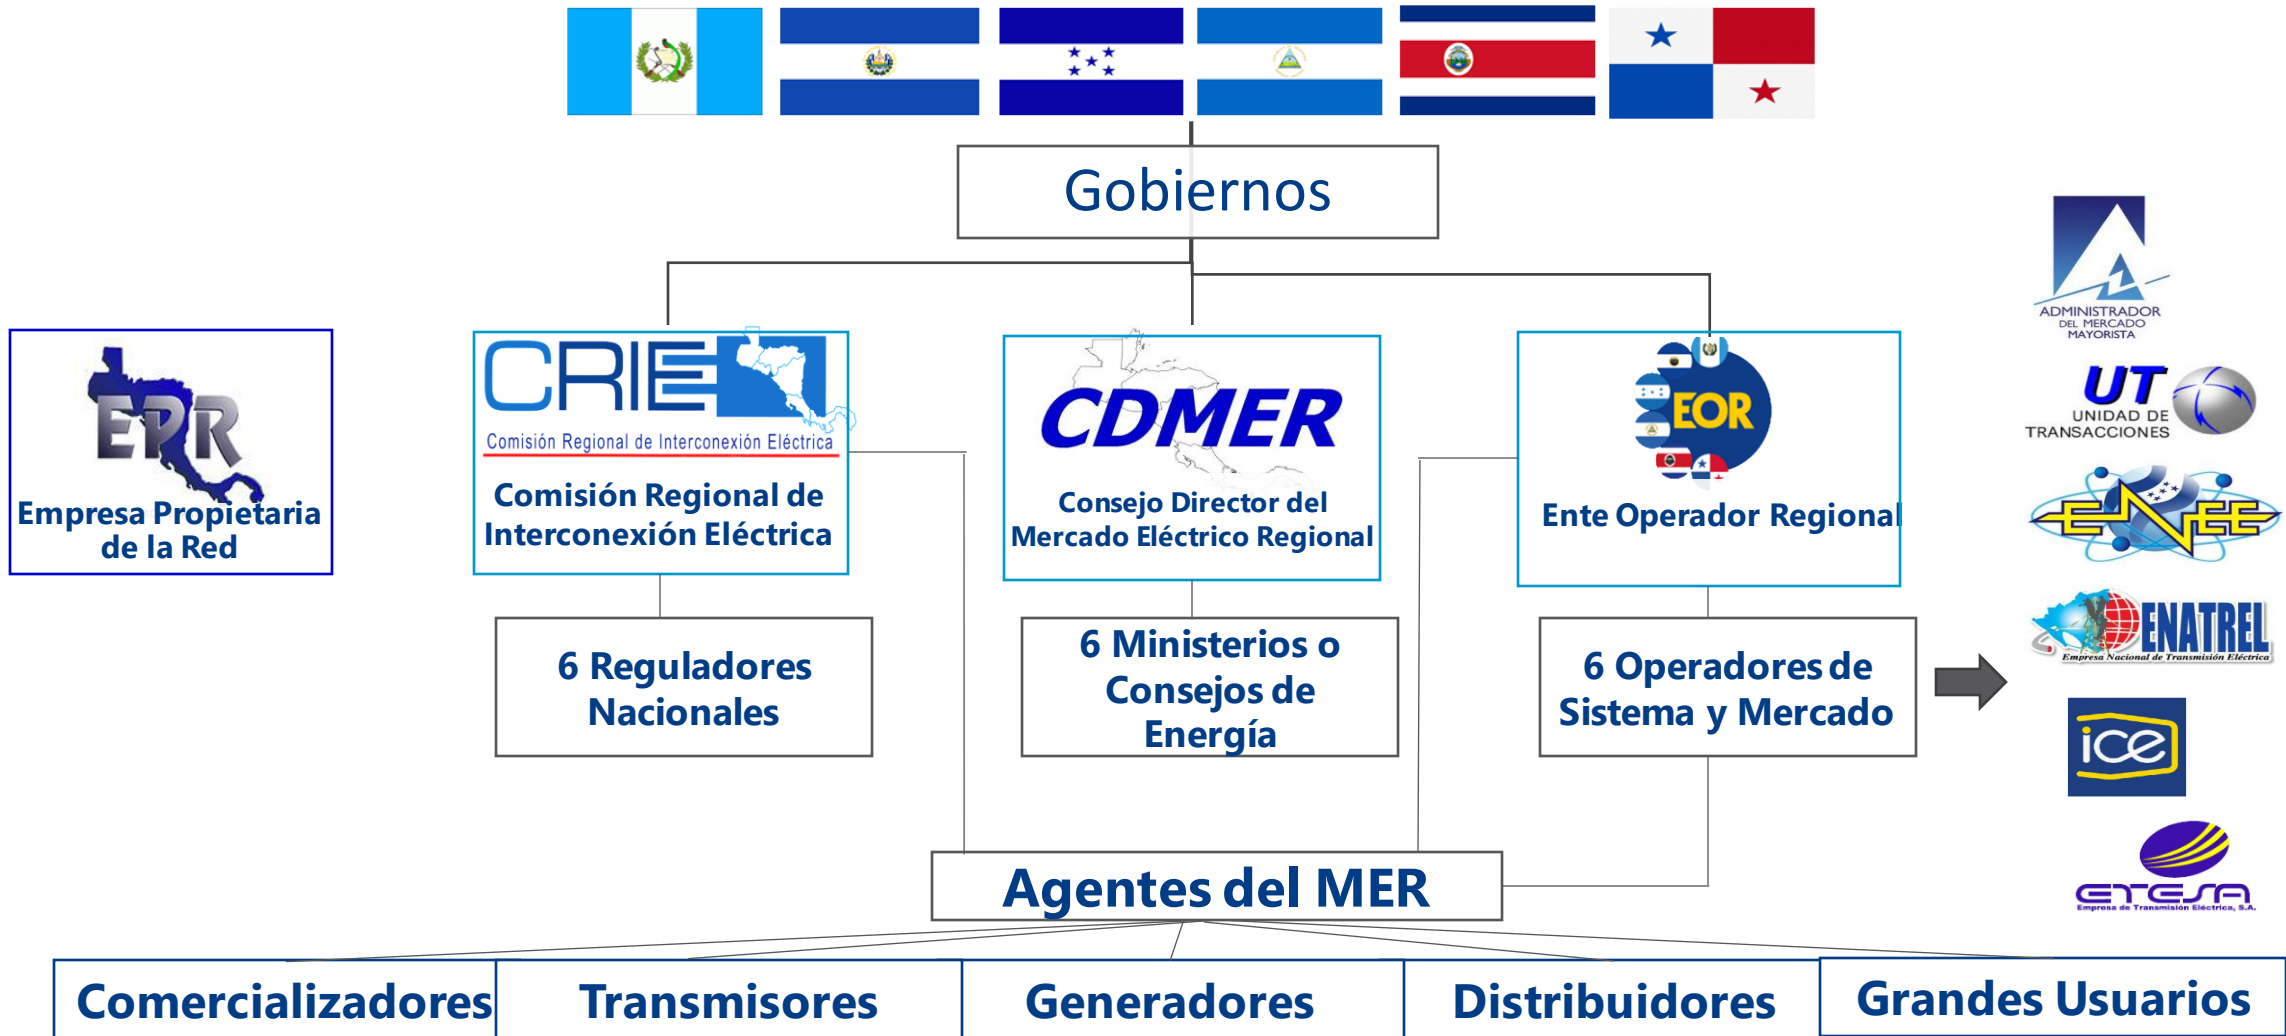 Gobiernos
EPR
Empresa Propietaria
de la Red
CRIE
Comisión Regional de Interconexión Eléctrica
Comisión Regional de
Interconexión Eléctrica
CDMER
Consejo Director del
Mercado Eléctrico Regional
EOR
Ente Operador Regional
6 Reguladores
Nacionales
6 Ministerios o
Consejos de
Energía
6 Operadores de
Sistema y Mercado
ADMINISTRADOR
DEL MERCADO
MAYORISTA
UT
UNIDAD DE
TRANSACCIONES
ENEE
ENATREL
Empresa Nacional de Transmisión Eléctrica
ice
ETESA
Empresa de Transmisión Eléctrica, S.A.
Agentes del MER
Comercializadores
Transmisores
Generadores
Distribuidores
Grandes Usuarios